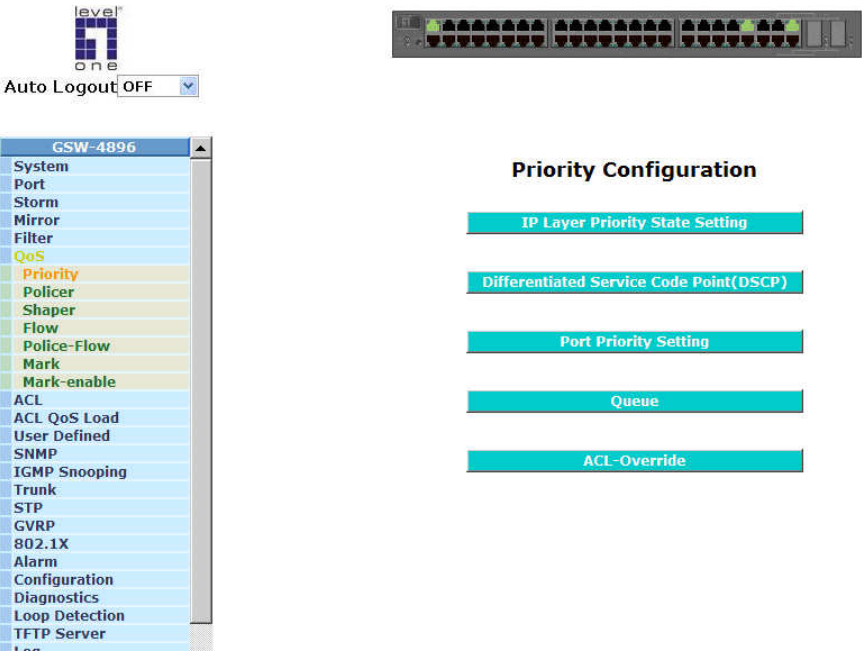 level
one
Auto Logout OFF
GSW-4896
System
Port
Storm
Mirror
Filter
QoS
Priority
Policer
Shaper
Flow
Police-Flow
Mark
Mark-enable
ACL
ACL QoS Load
User Defined
SNMP
IGMP Snooping
Trunk
STP
GVRP
802.1X
Alarm
Configuration
Diagnostics
Loop Detection
TFTP Server
Log
Priority Configuration
IP Layer Priority State Setting
Differentiated Service Code Point(DSCP)
Port Priority Setting
Queue
ACL-Override